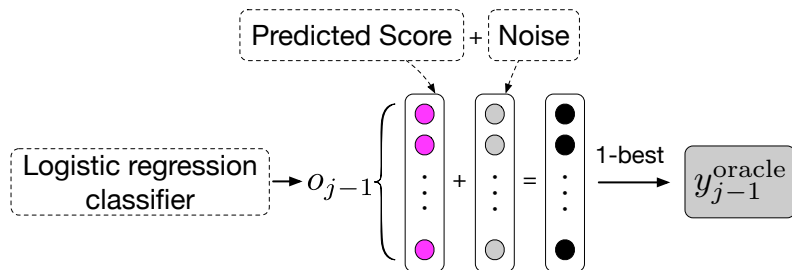 Predicted Score + Noise
Logistic regression
classifier
o_{j-1}
+
=
1-best
y_{j-1}^{oracle}